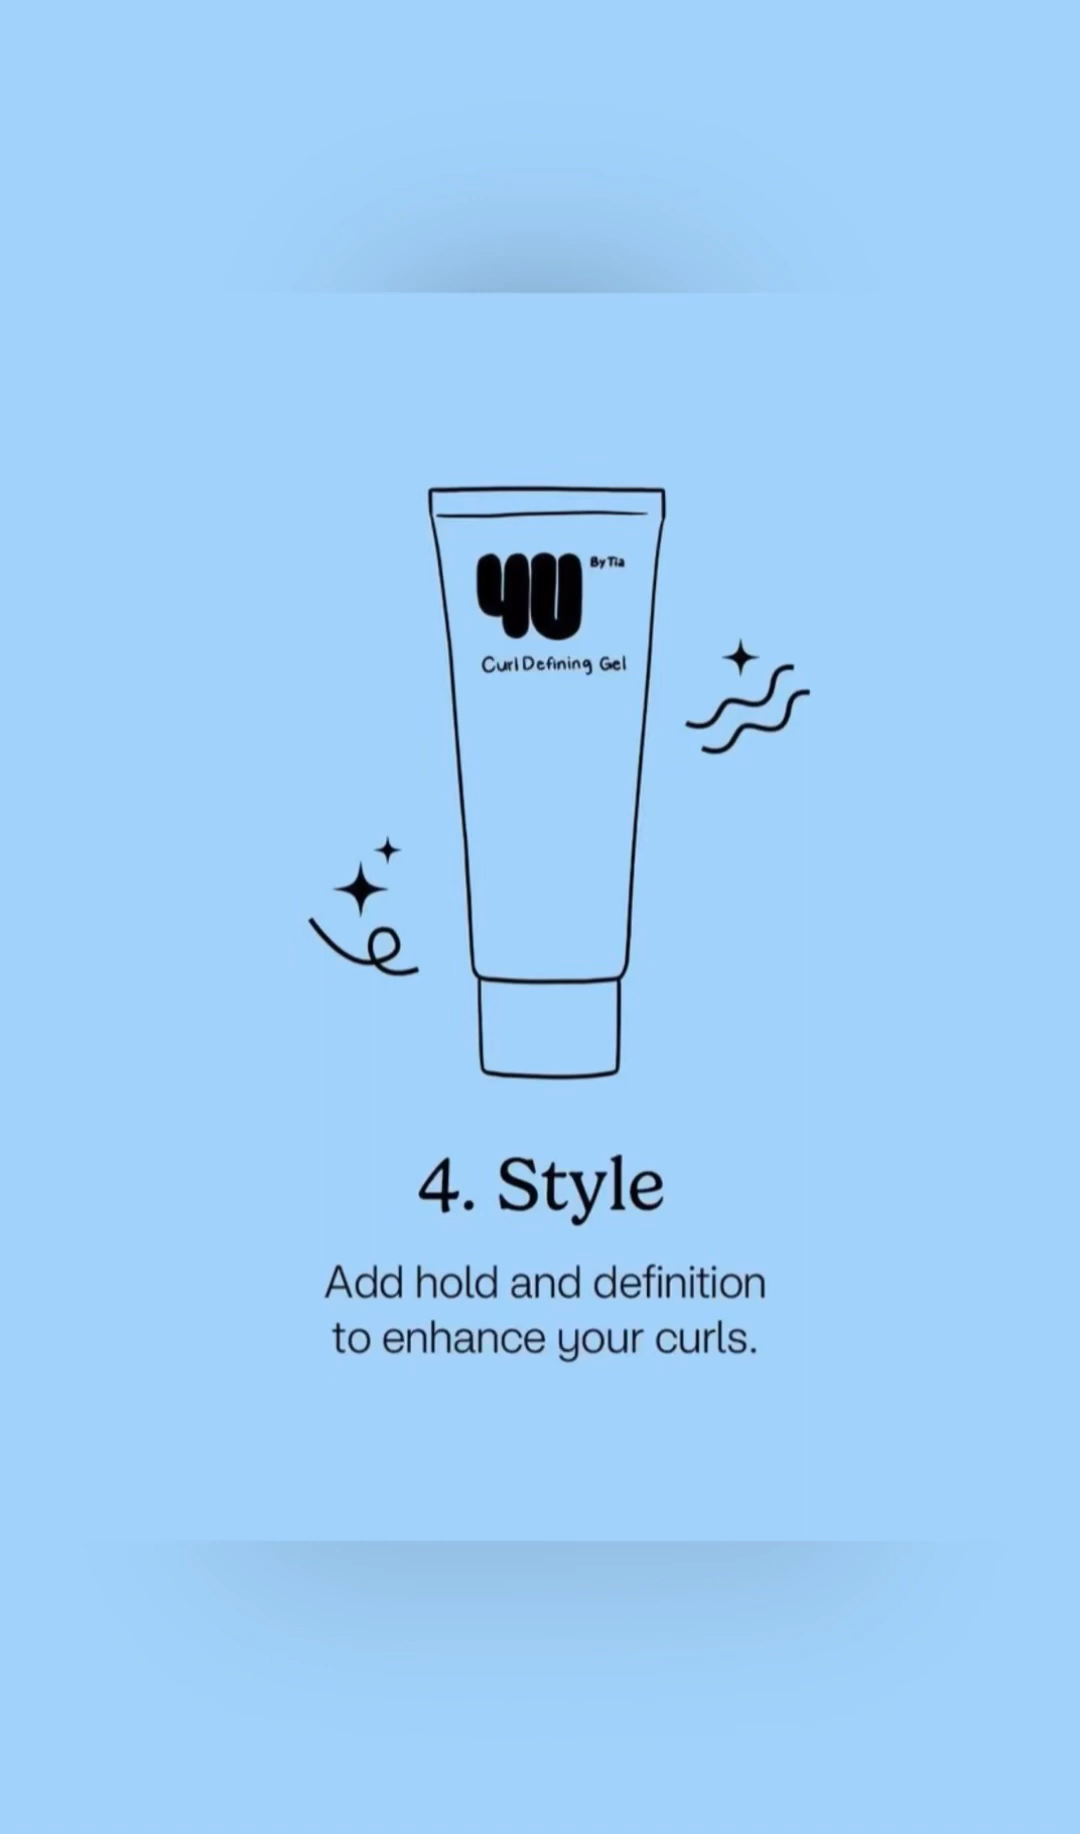 4U By Tia
Curl Defining Gel
4. Style
Add hold and definition
to enhance your curls.